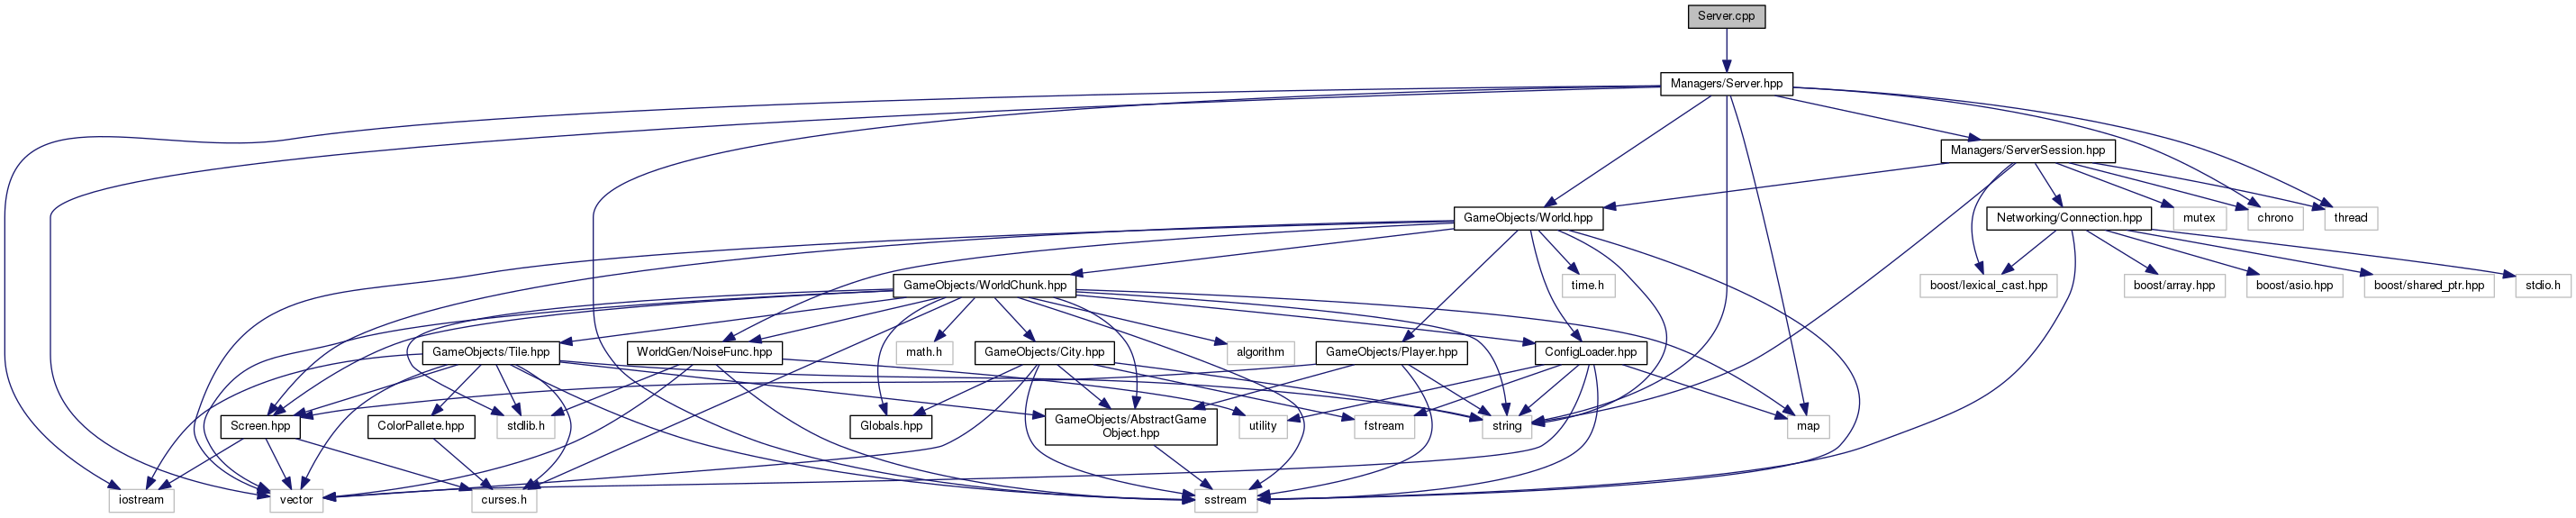 Server.cpp
Managers/Server.hpp
Managers/ServerSession.hpp
GameObjects/World.hpp
Networking/Connection.hpp
mutex
chrono
thread
GameObjects/WorldChunk.hpp
time.h
boost/lexical_cast.hpp
boost/array.hpp
boost/asio.hpp
boost/shared_ptr.hpp
stdio.h
GameObjects/Tile.hpp
WorldGen/NoiseFunc.hpp
math.h
GameObjects/City.hpp
algorithm
GameObjects/Player.hpp
ConfigLoader.hpp
Screen.hpp
ColorPallete.hpp
stdlib.h
Globals.hpp
GameObjects/AbstractGame
Object.hpp
utility
fstream
string
map
iostream
vector
curses.h
sstream